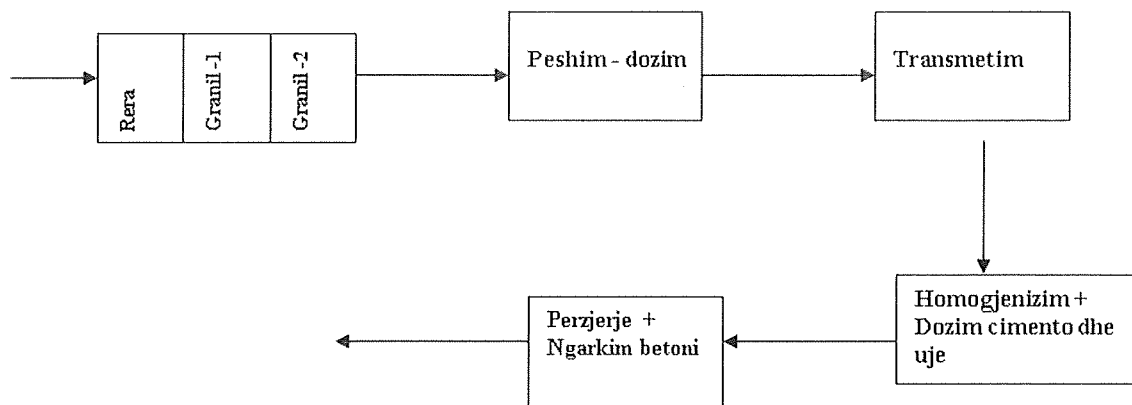 Rera
Granil -1
Granil -2
Peshim - dozim
Transmetim
Homogjenizim +
Dozim cimento dhe
uje
Perzjerje +
Ngarkim betoni